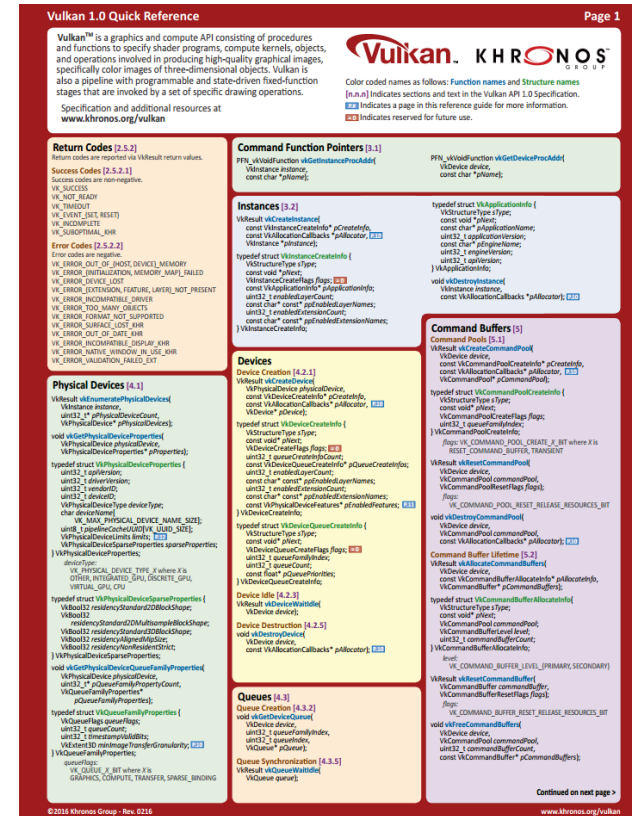 Vulkan 1.0 Quick Reference
Page 1
Vulkan™ is a graphics and compute API consisting of procedures
and functions to specify shader programs, compute kernels, objects,
and operations involved in producing high-quality graphical images,
specifically color images of three-dimensional objects. Vulkan is
also a pipeline with programmable and state-driven fixed-function
stages that are invoked by a set of specific drawing operations.
Specification and additional resources at
www.khronos.org/vulkan
Vulkan™
KHRONOS
GROUP
Color coded names as follows: Function names and Structure names
[n.n.n] Indicates sections and text in the Vulkan API 1.0 Specification.
P.# Indicates a page in this reference guide for more information.
=0 Indicates reserved for future use.
Return Codes [2.5.2]
Return codes are reported via VkResult return values.
Success Codes [2.5.2.1]
Success codes are non-negative.
VK_SUCCESS
VK_NOT_READY
VK_TIMEOUT
VK_EVENT_{SET, RESET}
VK_INCOMPLETE
VK_SUBOPTIMAL_KHR
Error Codes [2.5.2.2]
Error codes are negative.
VK_ERROR_OUT_OF_{HOST, DEVICE}_MEMORY
VK_ERROR_{INITIALIZATION, MEMORY_MAP}_FAILED
VK_ERROR_DEVICE_LOST
VK_ERROR_{EXTENSION, FEATURE, LAYER}_NOT_PRESENT
VK_ERROR_INCOMPATIBLE_DRIVER
VK_ERROR_TOO_MANY_OBJECTS
VK_ERROR_FORMAT_NOT_SUPPORTED
VK_ERROR_SURFACE_LOST_KHR
VK_ERROR_OUT_OF_DATE_KHR
VK_ERROR_INCOMPATIBLE_DISPLAY_KHR
VK_ERROR_NATIVE_WINDOW_IN_USE_KHR
VK_ERROR_VALIDATION_FAILED_EXT
Physical Devices [4.1]
VkResult vkEnumeratePhysicalDevices(
VkInstance instance,
uint32_t* pPhysicalDeviceCount,
VkPhysicalDevice* pPhysicalDevices);
void vkGetPhysicalDeviceProperties(
VkPhysicalDevice physicalDevice,
VkPhysicalDeviceProperties* pProperties);
typedef struct VkPhysicalDeviceProperties {
uint32_t apiVersion;
uint32_t driverVersion;
uint32_t vendorID;
uint32_t deviceID;
VkPhysicalDeviceType deviceType;
char deviceName[
VK_MAX_PHYSICAL_DEVICE_NAME_SIZE];
uint8_t pipelineCacheUUID[VK_UUID_SIZE];
VkPhysicalDeviceLimits limits;
VkPhysicalDeviceSparseProperties sparseProperties;
} VkPhysicalDeviceProperties;
deviceType:
VK_PHYSICAL_DEVICE_TYPE_X where X is
OTHER, INTEGRATED_GPU, DISCRETE_GPU,
VIRTUAL_GPU, CPU
typedef struct VkPhysicalDeviceSparseProperties {
VkBool32 residencyStandard2DBlockShape;
VkBool32
residencyStandard2DMultisampleBlockShape;
VkBool32 residencyStandard3DBlockShape;
VkBool32 residencyAlignedMipSize;
VkBool32 residencyNonResidentStrict;
} VkPhysicalDeviceSparseProperties;
void vkGetPhysicalDeviceQueueFamilyProperties(
VkPhysicalDevice physicalDevice,
uint32_t* pQueueFamilyPropertyCount,
VkQueueFamilyProperties*
pQueueFamilyProperties);
typedef struct VkQueueFamilyProperties {
VkQueueFlags queueFlags;
uint32_t queueCount;
uint32_t timestampValidBits;
VkExtent3D minImageTransferGranularity;
} VkQueueFamilyProperties;
queueFlags:
VK_QUEUE_X_BIT where X is
GRAPHICS, COMPUTE, TRANSFER, SPARSE_BINDING
Command Function Pointers [3.1]
PFN_vkVoidFunction vkGetInstanceProcAddr(
VkInstance instance,
const char *pName);
PFN_vkVoidFunction vkGetDeviceProcAddr(
VkDevice device,
const char *pName);
Instances [3.2]
VkResult vkCreateInstance(
const VkInstanceCreateInfo *pCreateInfo,
const VkAllocationCallbacks *pAllocator, P.10
VkInstance *pInstance);
typedef struct VkInstanceCreateInfo {
VkStructureType sType;
const void *pNext;
VkInstanceCreateFlags flags; =0
const VkApplicationInfo* pApplicationInfo;
uint32_t enabledLayerCount;
const char* const* ppEnabledLayerNames;
uint32_t enabledExtensionCount;
const char* const* ppEnabledExtensionNames;
} VkInstanceCreateInfo;
typedef struct VkApplicationInfo {
VkStructureType sType;
const void *pNext;
const char* pApplicationName;
uint32_t applicationVersion;
const char* pEngineName;
uint32_t engineVersion;
uint32_t apiVersion;
} VkApplicationInfo;
void vkDestroyInstance(
VkInstance instance,
const VkAllocationCallbacks *pAllocator); P.10
Devices
Device Creation [4.2.1]
VkResult vkCreateDevice(
VkPhysicalDevice physicalDevice,
const VkDeviceCreateInfo* pCreateInfo,
const VkAllocationCallbacks* pAllocator, P.10
VkDevice* pDevice);
typedef struct VkDeviceCreateInfo {
VkStructureType sType;
const void* pNext;
VkDeviceCreateFlags flags; =0
uint32_t queueCreateInfoCount;
const VkDeviceQueueCreateInfo* pQueueCreateInfos;
uint32_t enabledLayerCount;
const char* const* ppEnabledLayerNames;
uint32_t enabledExtensionCount;
const char* const* ppEnabledExtensionNames;
const VkPhysicalDeviceFeatures* pEnabledFeatures; P.11
} VkDeviceCreateInfo;
typedef struct VkDeviceQueueCreateInfo {
VkStructureType sType;
const void* pNext;
VkDeviceQueueCreateFlags flags; =0
uint32_t queueFamilyIndex;
uint32_t queueCount;
const float* pQueuePriorities;
} VkDeviceQueueCreateInfo;
Device Idle [4.2.3]
VkResult vkDeviceWaitIdle(
VkDevice device);
Device Destruction [4.2.5]
void vkDestroyDevice(
VkDevice device,
const VkAllocationCallbacks* pAllocator); P.10
Queues [4.3]
Queue Creation [4.3.2]
void vkGetDeviceQueue(
VkDevice device,
uint32_t queueFamilyIndex,
uint32_t queueIndex,
VkQueue* pQueue);
Queue Synchronization [4.3.5]
VkResult vkQueueWaitIdle(
VkQueue queue);
Command Buffers [5]
Command Pools [5.1]
VkResult vkCreateCommandPool(
VkDevice device,
const VkCommandPoolCreateInfo* pCreateInfo,
const VkAllocationCallbacks* pAllocator, P.10
VkCommandPool* pCommandPool);
typedef struct VkCommandPoolCreateInfo {
VkStructureType sType;
const void* pNext;
VkCommandPoolCreateFlags flags;
uint32_t queueFamilyIndex;
} VkCommandPoolCreateInfo;
flags: VK_COMMAND_POOL_CREATE_X_BIT where X is
RESET_COMMAND_BUFFER, TRANSIENT
VkResult vkResetCommandPool(
VkDevice device,
VkCommandPool commandPool,
VkCommandPoolResetFlags flags);
flags:
VK_COMMAND_POOL_RESET_RELEASE_RESOURCES_BIT
void vkDestroyCommandPool(
VkDevice device,
VkCommandPool commandPool,
const VkAllocationCallbacks* pAllocator); P.10
Command Buffer Lifetime [5.2]
VkResult vkAllocateCommandBuffers(
VkDevice device,
const VkCommandBufferAllocateInfo* pAllocateInfo,
VkCommandBuffer* pCommandBuffers);
typedef struct VkCommandBufferAllocateInfo {
VkStructureType sType;
const void* pNext;
VkCommandPool commandPool;
VkCommandBufferLevel level;
uint32_t commandBufferCount;
} VkCommandBufferAllocateInfo;
level:
VK_COMMAND_BUFFER_LEVEL_{PRIMARY, SECONDARY}
VkResult vkResetCommandBuffer(
VkCommandBuffer commandBuffer,
VkCommandBufferResetFlags flags);
flags:
VK_COMMAND_BUFFER_RESET_RELEASE_RESOURCES_BIT
void vkFreeCommandBuffers(
VkDevice device,
VkCommandPool commandPool,
uint32_t commandBufferCount,
const VkCommandBuffer* pCommandBuffers);
Continued on next page >
©2016 Khronos Group - Rev. 0216
www.khronos.org/vulkan